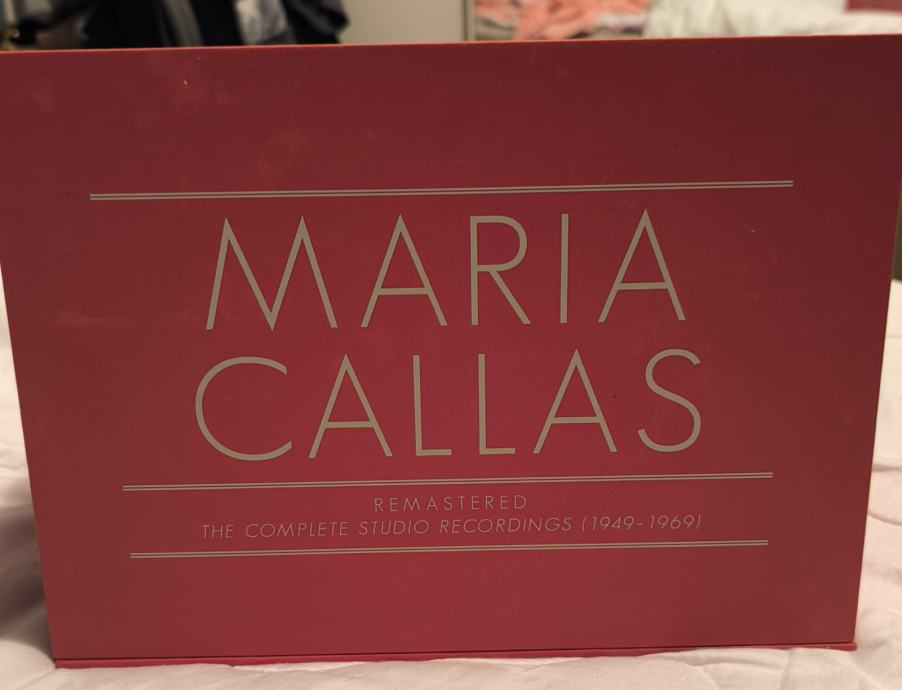 MARIA
CALLAS
REMASTERED
THE COMPLETE STUDIO RECORDINGS (1949-1969)